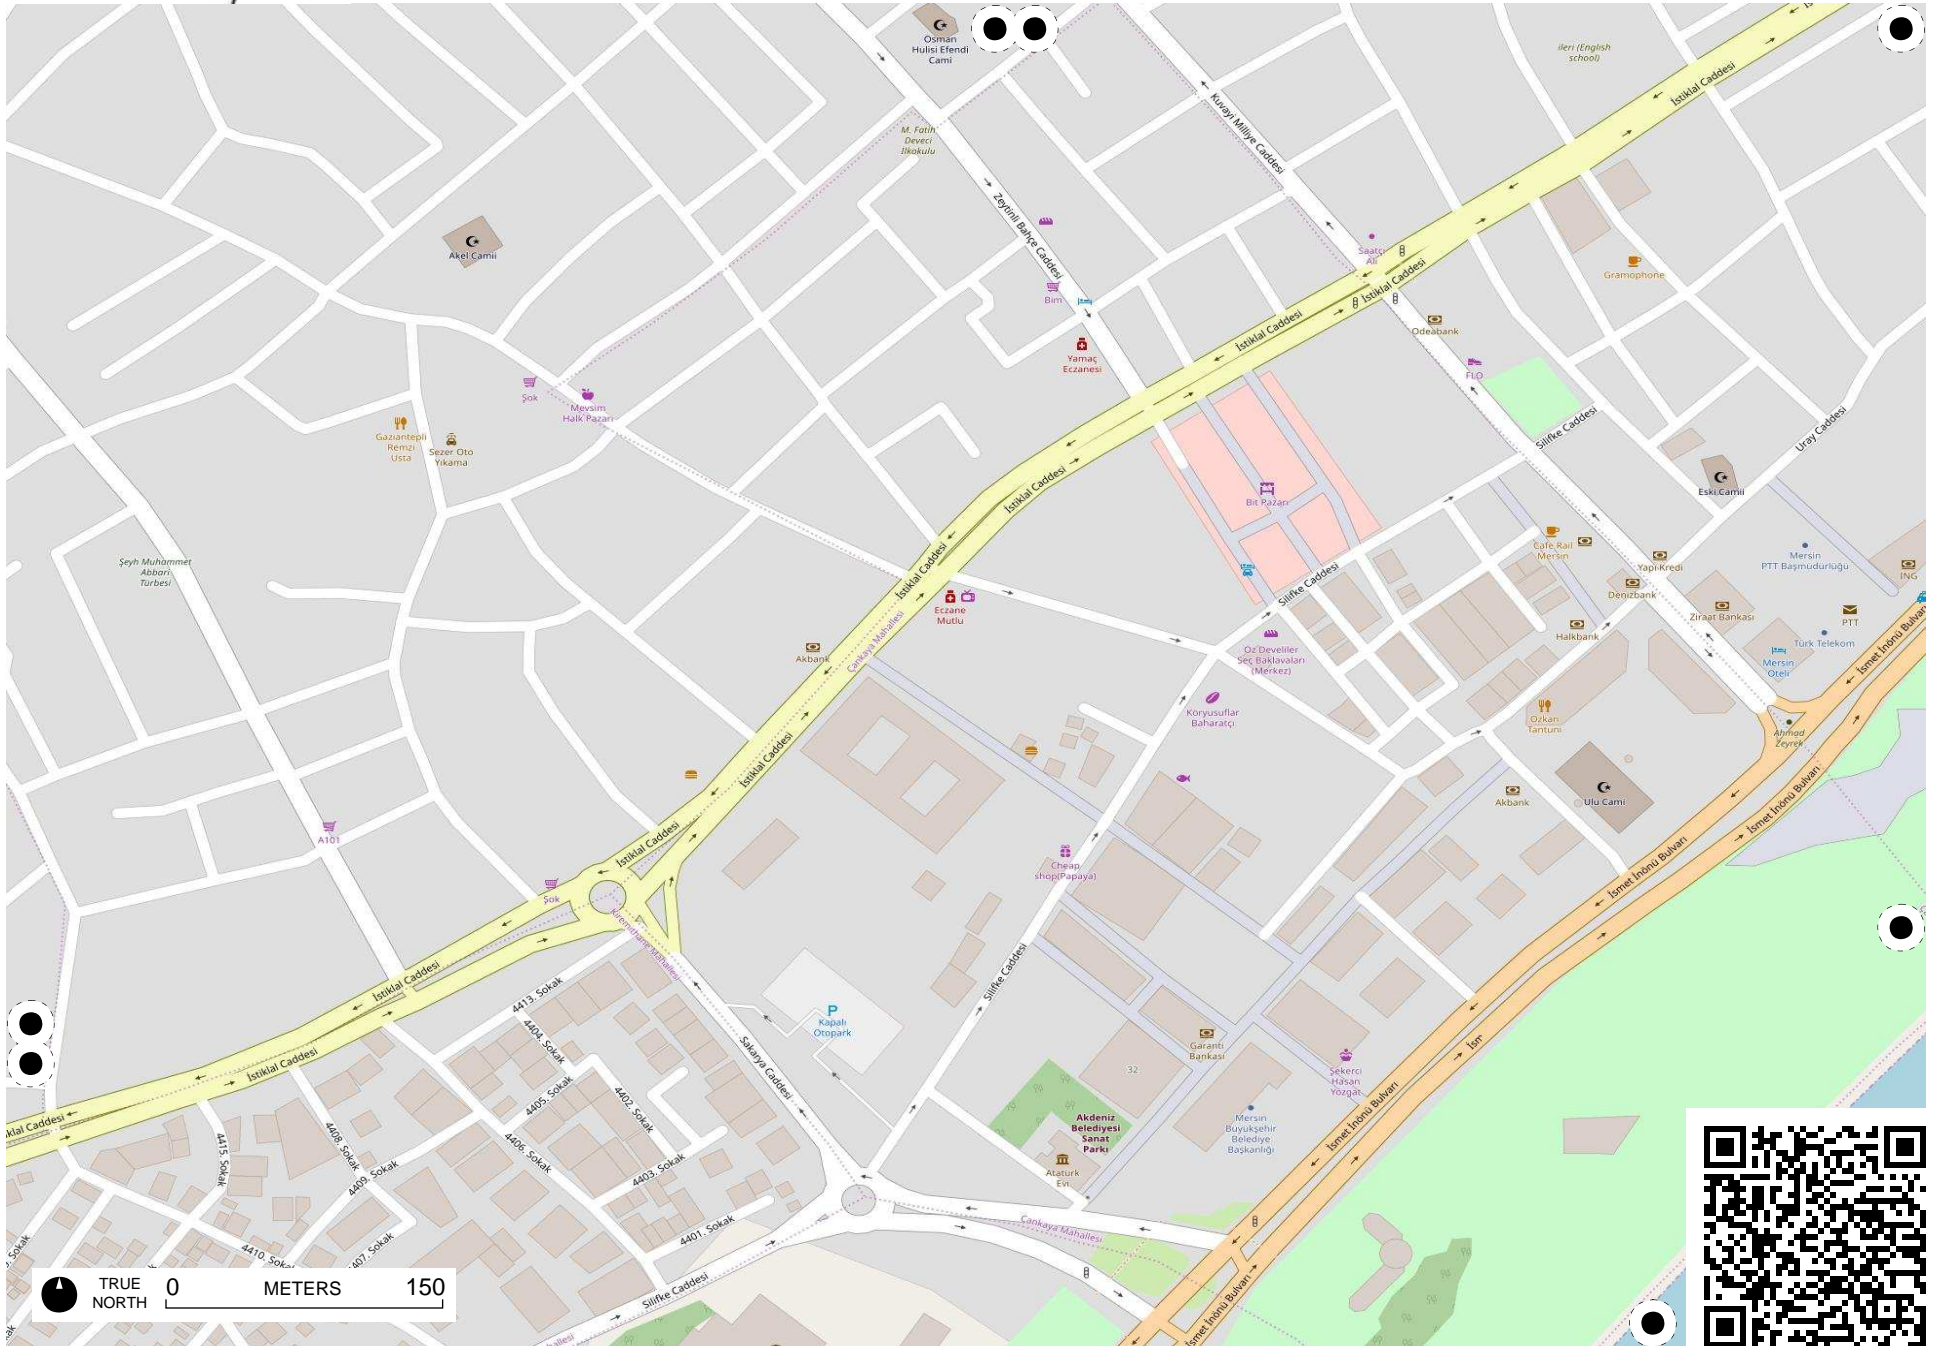 Osman
Hulisi Efendi
Cami
ileri (English
school)
İstiklal Caddesi
Kuvayi Milliye Caddesi
M. Fatih
Deveci
İlkokulu
Zeytinli Bahçe Caddesi
Akel Camii
Saatçi
Ali
İstiklal Caddesi
Gramophone
Bim
İstiklal Caddesi
Odeabank
Yamaç
Eczanesi
FLO
Şok
Mevsim
Halk Pazarı
Gaziantepli
Remzi
Usta
Sezer Oto
Yıkama
Silifke Caddesi
Uray Caddesi
İstiklal Caddesi
Bit Pazarı
Eski Camii
Şeyh Muhammet
Abbari
Türbesi
İstiklal Caddesi
Cafe Rail
Mersin
Yapı Kredi
Mersin
PTT Başmüdürlüğü
ING
Silifke Caddesi
Denizbank
Eczane
Mutlu
Ziraat Bankası
PTT
Halkbank
Türk Telekom
Çankaya Mahallesi
Akbank
Öz Develiler
Seç Baklavaları
(Merkez)
Mersin
Oteli
İsmet İnönü Bulvarı
Köryusuflar
Baharatçı
Özkan
Tantuni
Ahmad
Zeyrek
İstiklal Caddesi
Akbank
Ulu Cami
İsmet İnönü Bulvarı
A101
İstiklal Caddesi
Cheap
shop(Papaya)
İsmet İnönü Bulvarı
Şok
Kiremithane Mahallesi
İstiklal Caddesi
Silifke Caddesi
4413. Sokak
P
Kapalı
Otopark
4404. Sokak
Sakarya Caddesi
Garanti
Bankası
İsm
İstiklal Caddesi
32
Şekerci
Hasan
Yozgat
4405. Sokak
4402. Sokak
İsmet İnönü Bulvarı
iklal Caddesi
Akdeniz
Belediyesi
Sanat
Parkı
Mersin
Büyükşehir
Belediye
Başkanlığı
4415. Sokak
4408. Sokak
4406. Sokak
4409. Sokak
4403. Sokak
Atatürk
Evi
4401. Sokak
Çankaya Mahallesi
4410. Sokak
407. Sokak
Sokak
TRUE
NORTH
0 METERS 150
Silifke Caddesi
İsmet İnönü Bulvarı
hallesi